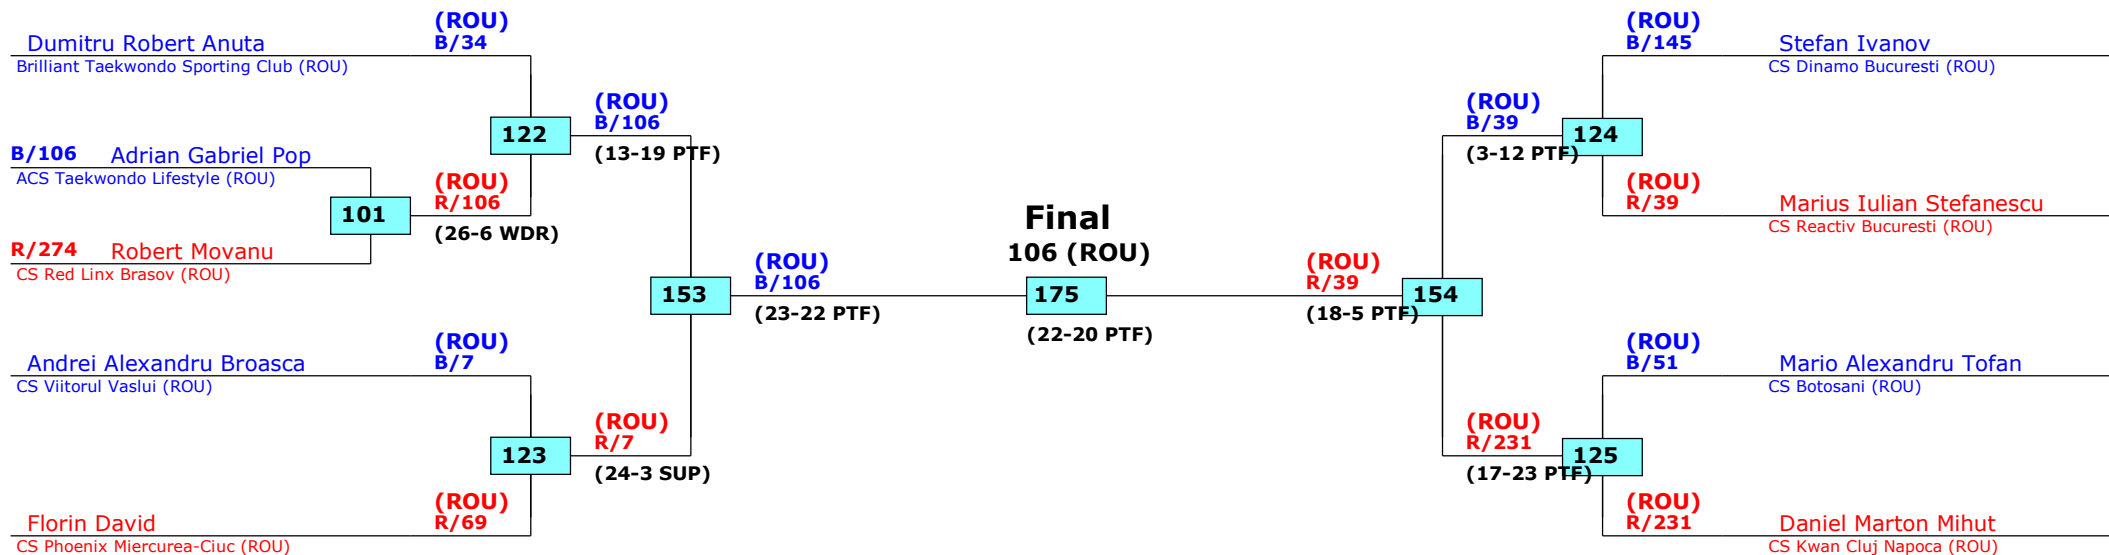 (ROU)
B/34
Dumitru Robert Anuta
Brilliant Taekwondo Sporting Club (ROU)
122
(ROU)
B/106
(13-19 PTF)
B/106 Adrian Gabriel Pop
ACS Taekwondo Lifestyle (ROU)
101
(ROU)
R/106
(26-6 WDR)
R/274 Robert Movanu
CS Red Linx Brasov (ROU)
153
(ROU)
B/106
(23-22 PTF)
(ROU)
B/7
Andrei Alexandru Broasca
CS Viitorul Vaslui (ROU)
123
(ROU)
R/7
(24-3 SUP)
(ROU)
R/69
Florin David
CS Phoenix Miercurea-Ciuc (ROU)
Final
106 (ROU)
175
(22-20 PTF)
(ROU)
R/39
154
(18-5 PTF)
(ROU)
B/39
124
(3-12 PTF)
(ROU)
B/145
Stefan Ivanov
CS Dinamo Bucuresti (ROU)
(ROU)
R/39
Marius Iulian Stefanescu
CS Reactiv Bucuresti (ROU)
(ROU)
R/231
125
(17-23 PTF)
(ROU)
B/51
Mario Alexandru Tofan
CS Botosani (ROU)
(ROU)
R/231
Daniel Marton Mihut
CS Kwan Cluj Napoca (ROU)